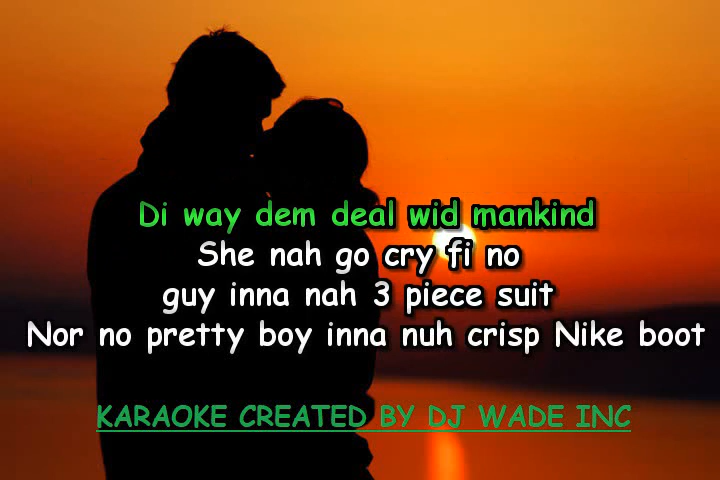 Di way dem deal wid mankind
She nah go cry fi no
guy inna nah 3 piece suit
Nor no pretty boy inna nuh crisp Nike boot
KARAOKE CREATED BY DJ WADE INC